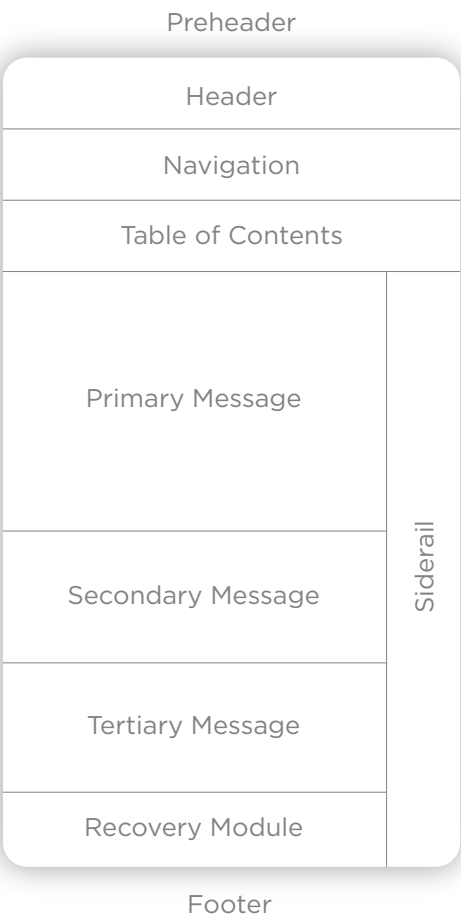 Preheader
Header
Navigation
Table of Contents
Primary Message
Secondary Message
Tertiary Message
Recovery Module
Siderail
Footer